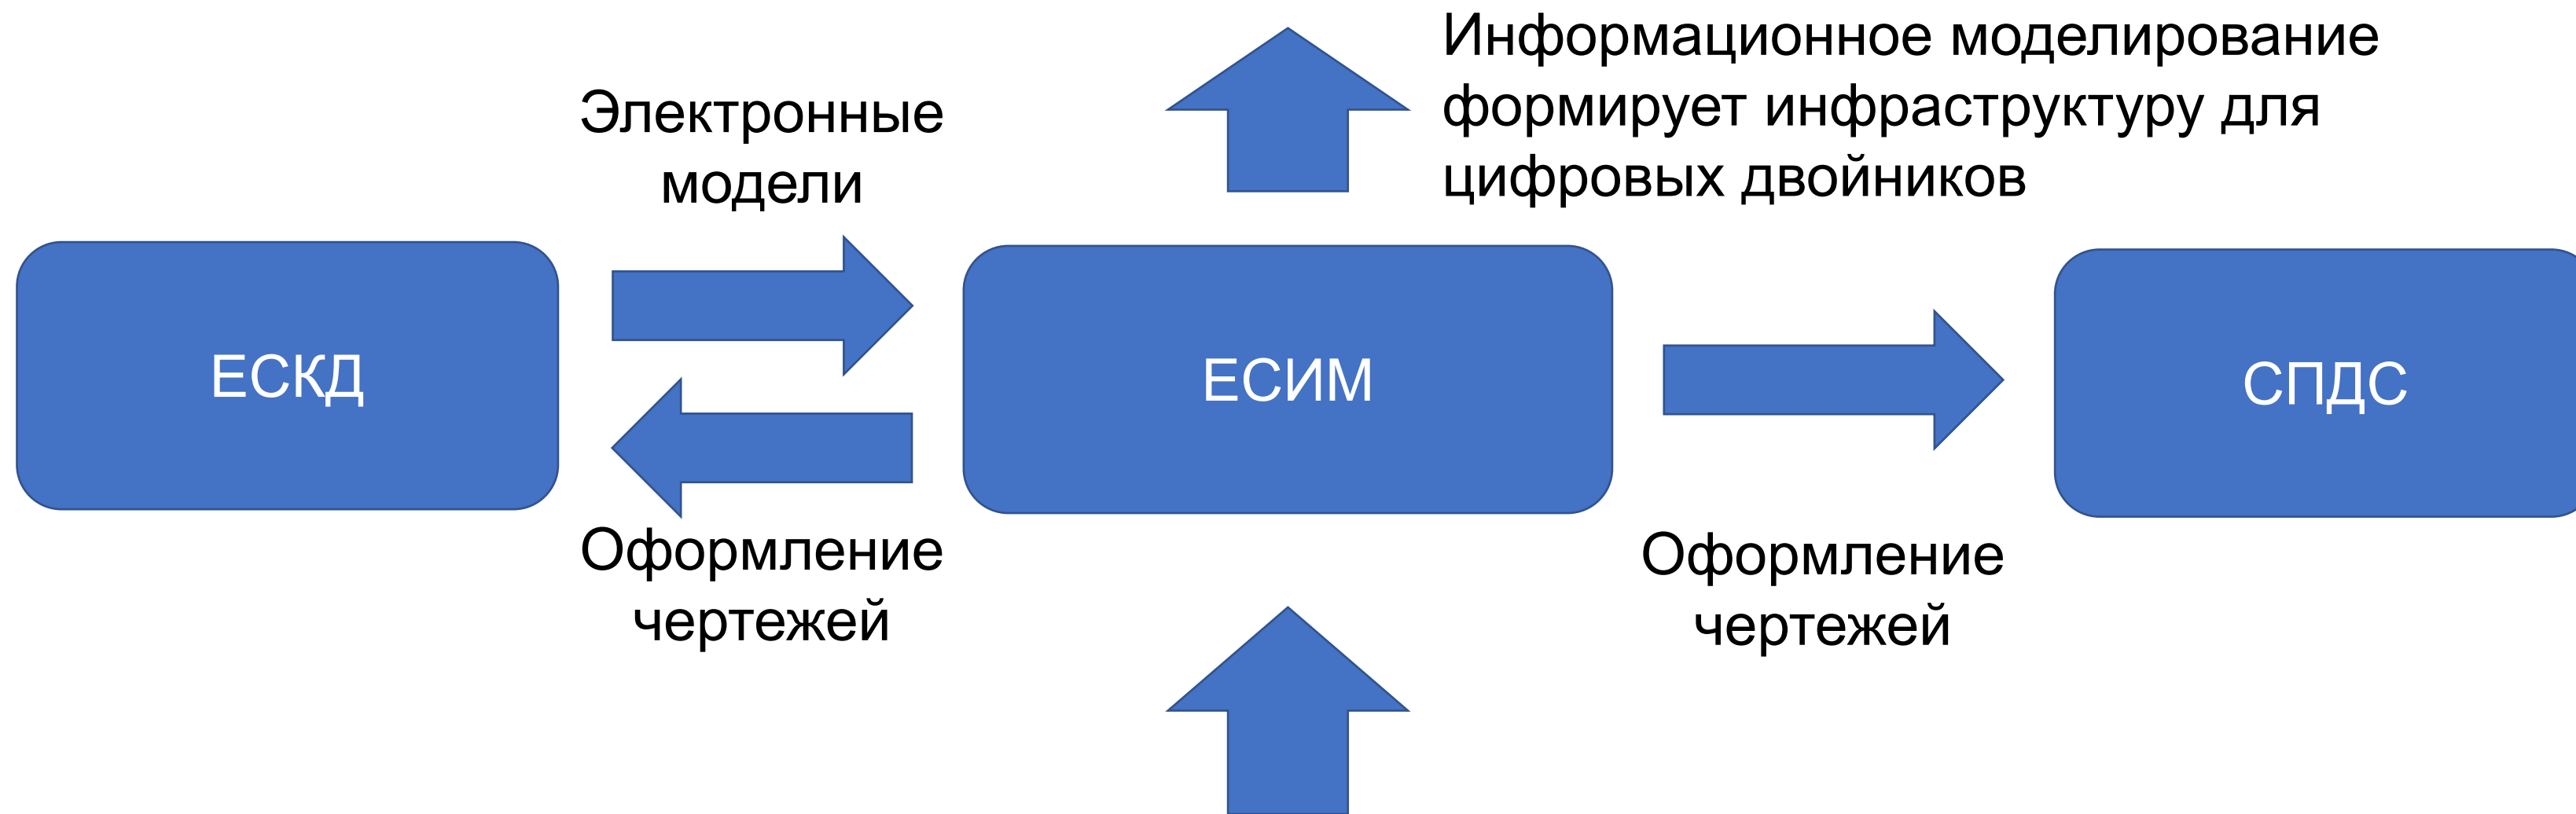 Информационное моделирование
формирует инфраструктуру для
цифровых двойников
Электронные
модели
ЕСКД
ЕСИМ
СПДС
Оформление
чертежей
Оформление
чертежей